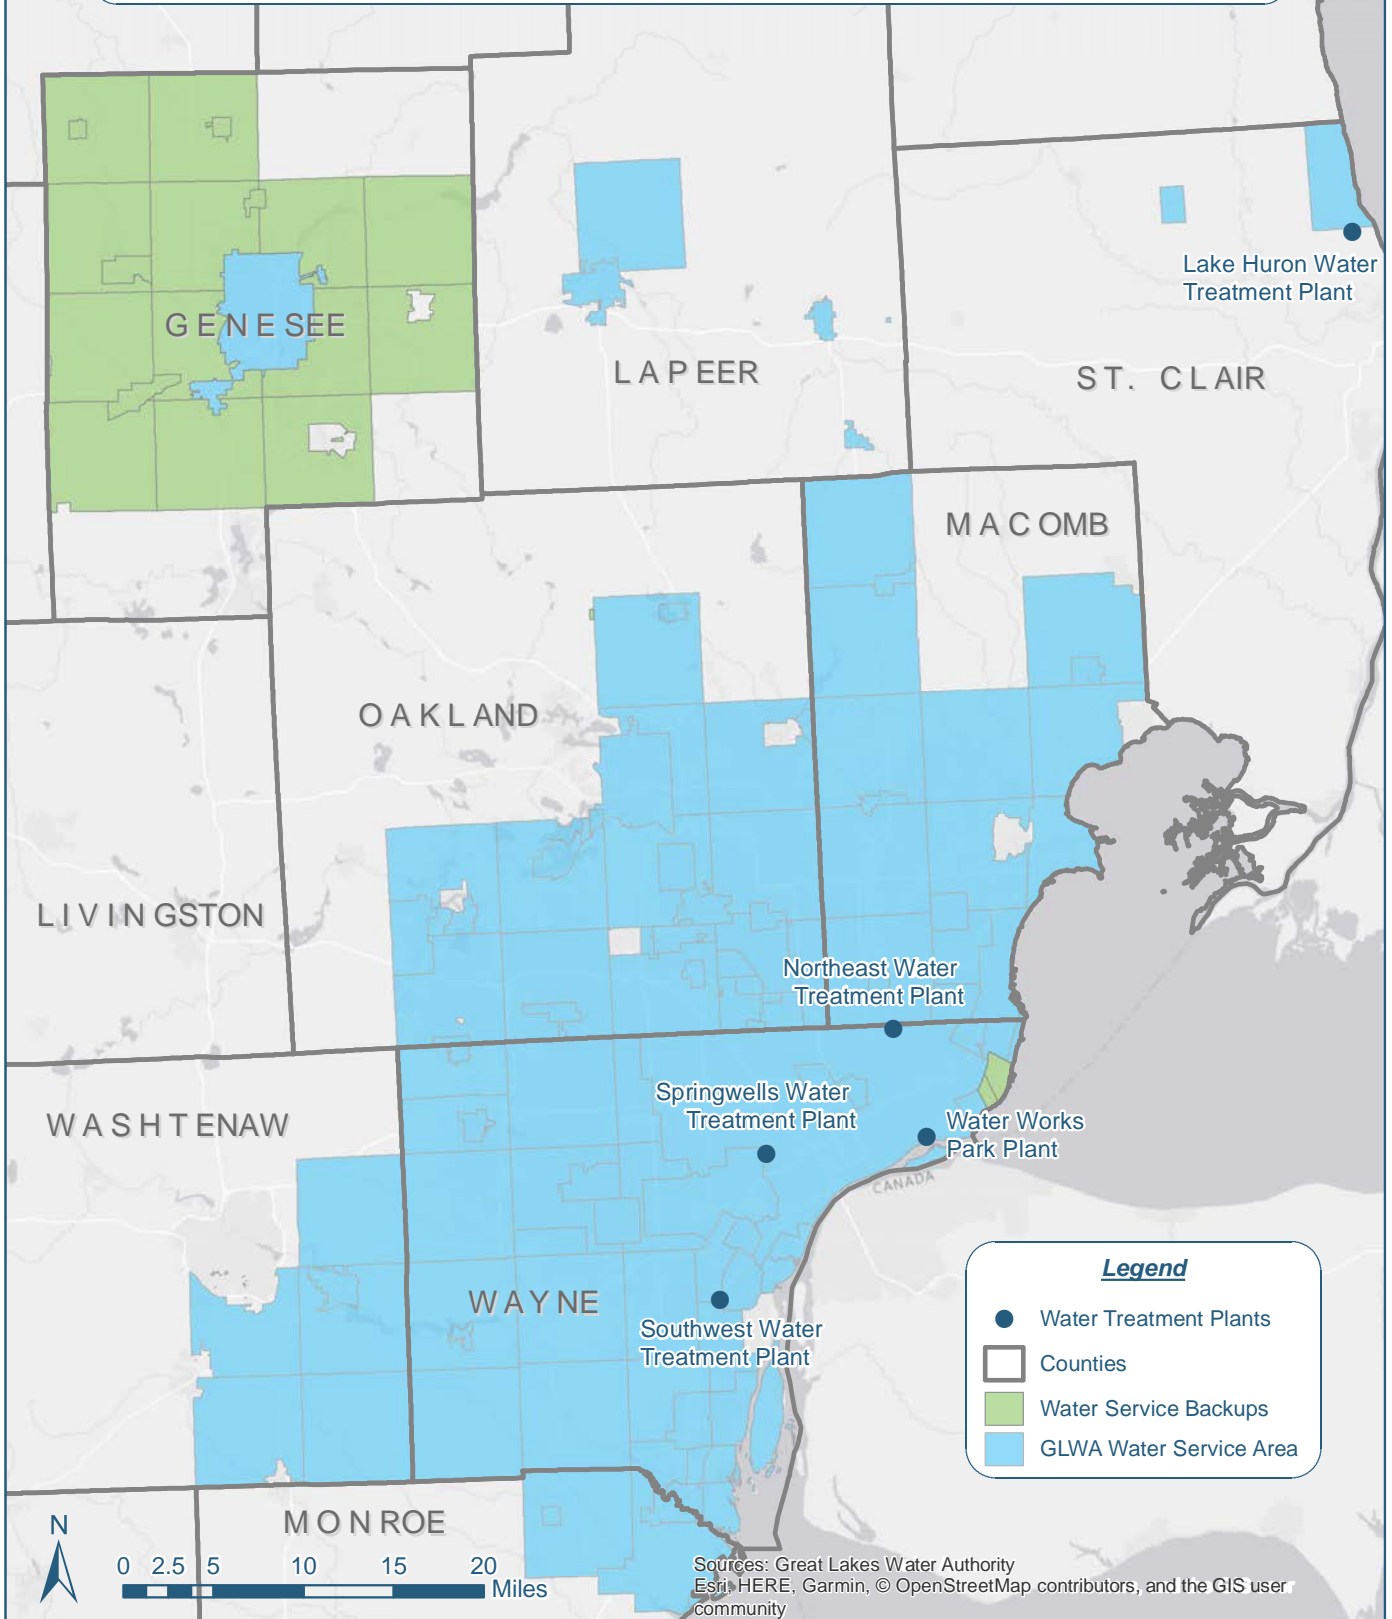 GENESEE
LAPEER
Lake Huron Water
Treatment Plant
ST. CLAIR
MACOMB
OAKLAND
LIVINGSTON
Northeast Water
Treatment Plant
Springwells Water
Treatment Plant
WASHTENAW
Water Works
Park Plant
CANADA
WAYNE
Southwest Water
Treatment Plant
Legend
Water Treatment Plants
Counties
Water Service Backups
GLWA Water Service Area
MONROE
N
0 2.5 5 10 15 20
Miles
Sources: Great Lakes Water Authority
Esri, HERE, Garmin, © OpenStreetMap contributors, and the GIS user
community